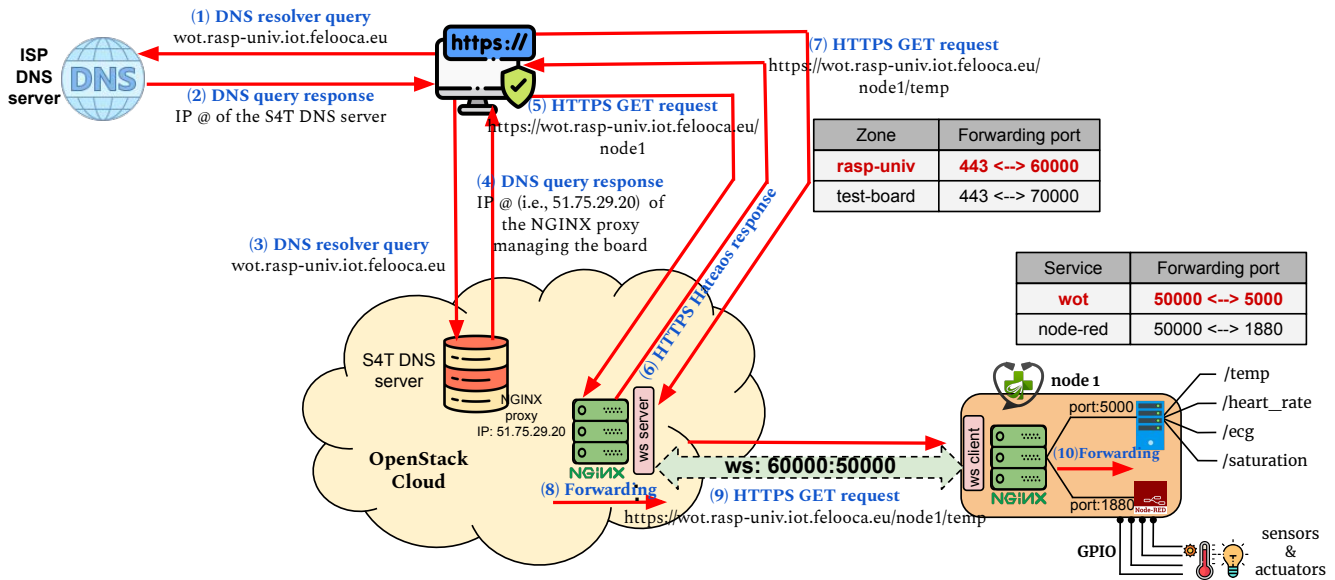 (1) DNS resolver query
wot.rasp-univ.iot.felooca.eu
ISP
DNS
server
DNS
(2) DNS query response
IP @ of the S4T DNS server
https://
(7) HTTPS GET request
https://wot.rasp-univ.iot.felooca.eu/
node1/temp
(5) HTTPS GET request
https://wot.rasp-univ.iot.felooca.eu/
node1
Zone Forwarding port
rasp-univ 443 <--> 60000
test-board 443 <--> 70000
(4) DNS query response
IP @ (i.e., 51.75.29.20) of
the NGINX proxy
managing the board
(3) DNS resolver query
wot.rasp-univ.iot.felooca.eu
(6) HTTPS Hateaos response
Service Forwarding port
wot 50000 <--> 5000
node-red 50000 <--> 1880
S4T DNS
server
NGINX
proxy
IP: 51.75.29.20
ws server
NGINX
OpenStack
Cloud
ws: 60000:50000
(8) Forwarding
(9) HTTPS GET request
https://wot.rasp-univ.iot.felooca.eu/node1/temp
node 1
ws client
NGINX
port:5000
(10)Forwarding
port:1880
Node-RED
/temp
/heart_rate
/ecg
/saturation
GPIO
sensors
&
actuators